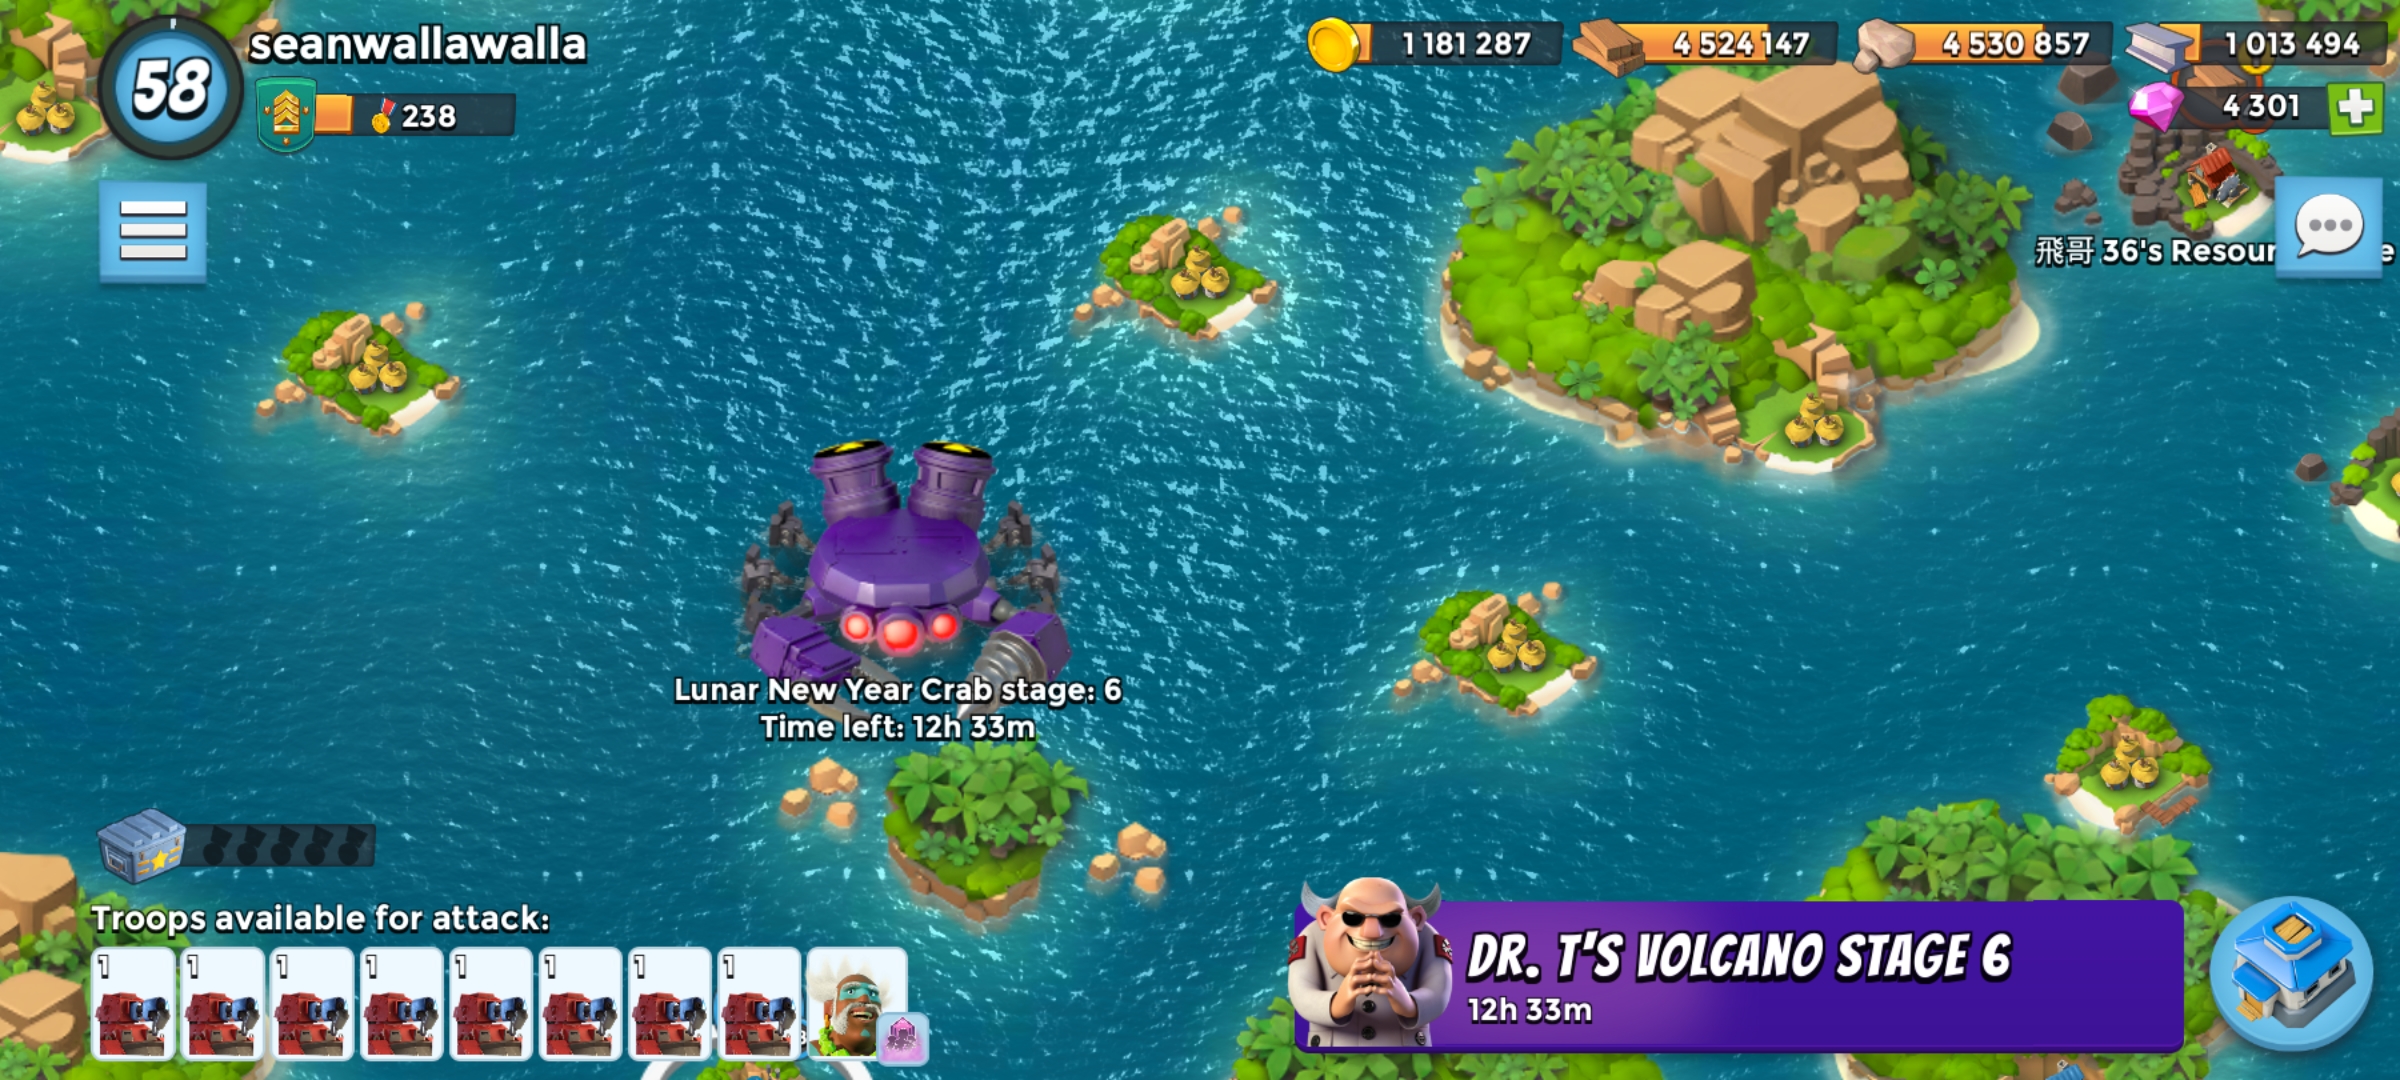 58
seanwallawalla
238
1 181 287
4 524 147
4 530 857
1 013 494
4 301
飛哥 36's Resour
Lunar New Year Crab stage: 6
Time left: 12h 33m
Troops available for attack:
1 1 1 1 1 1 1 1
DR. T'S VOLCANO STAGE 6
12h 33m